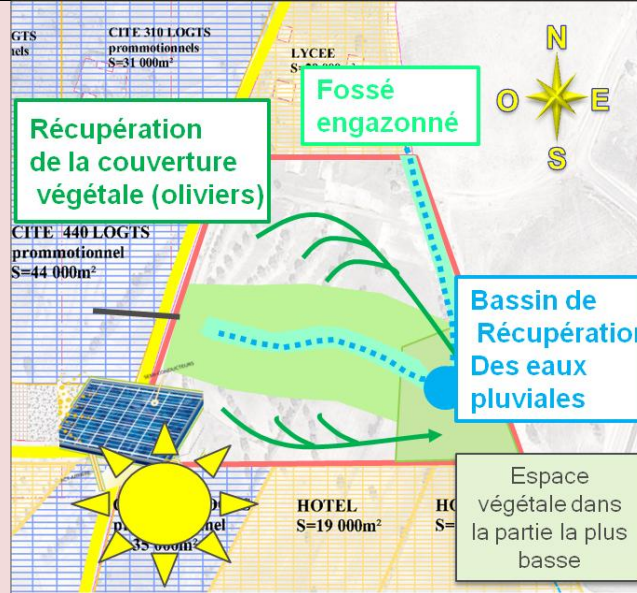 GTS
CITE 310 LOGTS
prommotionnels
S=31 000m²
LYCEE
N
O
E
S
Fossé
engazonné
Récupération
de la couverture
végétale (oliviers)
CITE 440 LOGTS
prommotionnel
S=44 000m²
Bassin de
Récupération
Des eaux
pluviales
HOTEL
S=19 000m²
Espace
végétale dans
la partie la plus
basse